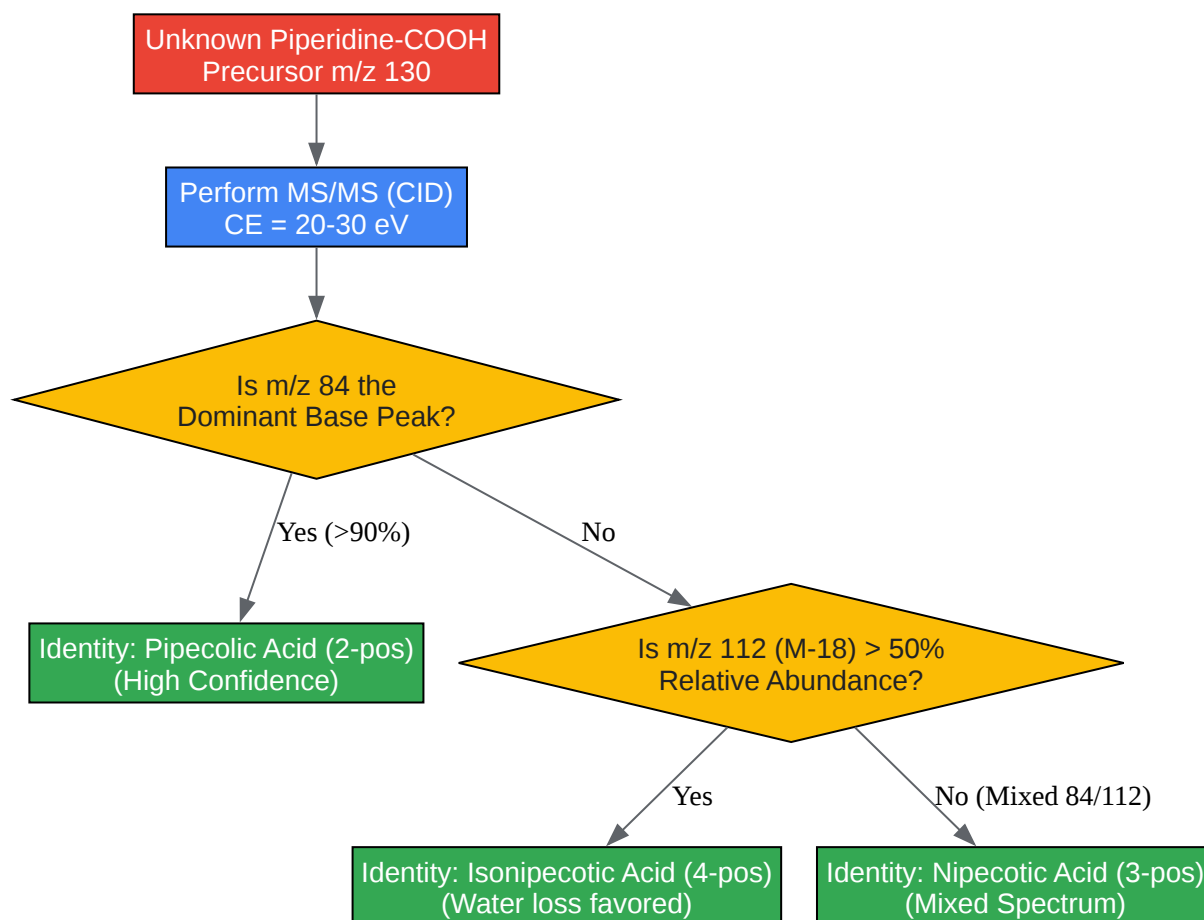 Unknown Piperidine-COOH
Precursor m/z 130
Perform MS/MS (CID)
CE = 20-30 eV
Is m/z 84 the
Dominant Base Peak?
Yes (>90%)
No
Identity: Pipecolic Acid (2-pos)
(High Confidence)
Is m/z 112 (M-18) > 50%
Relative Abundance?
Yes
No (Mixed 84/112)
Identity: Isonipecotic Acid (4-pos)
(Water loss favored)
Identity: Nipecotic Acid (3-pos)
(Mixed Spectrum)